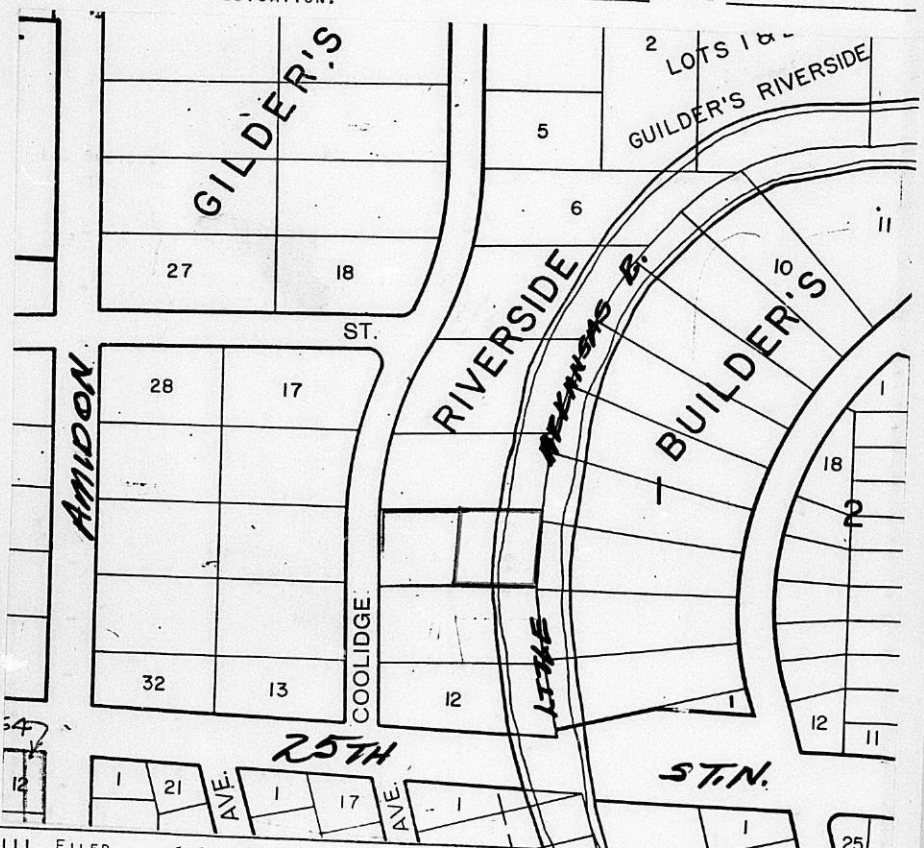 GILDER'S
2
LOTS 1 &
GUILDER'S RIVERSIDE
5
6
11
27
18
10
ST.
RIVERSIDE
ARKANSAS R.
BUILDER'S
AMIDON
28
17
1
18
1
2
COOLIDGE
LITTLE
32
13
12
1
12
11
25TH
ST. N.
12
1
21
AVE.
1
17
AVE.
1
1
25
FILED